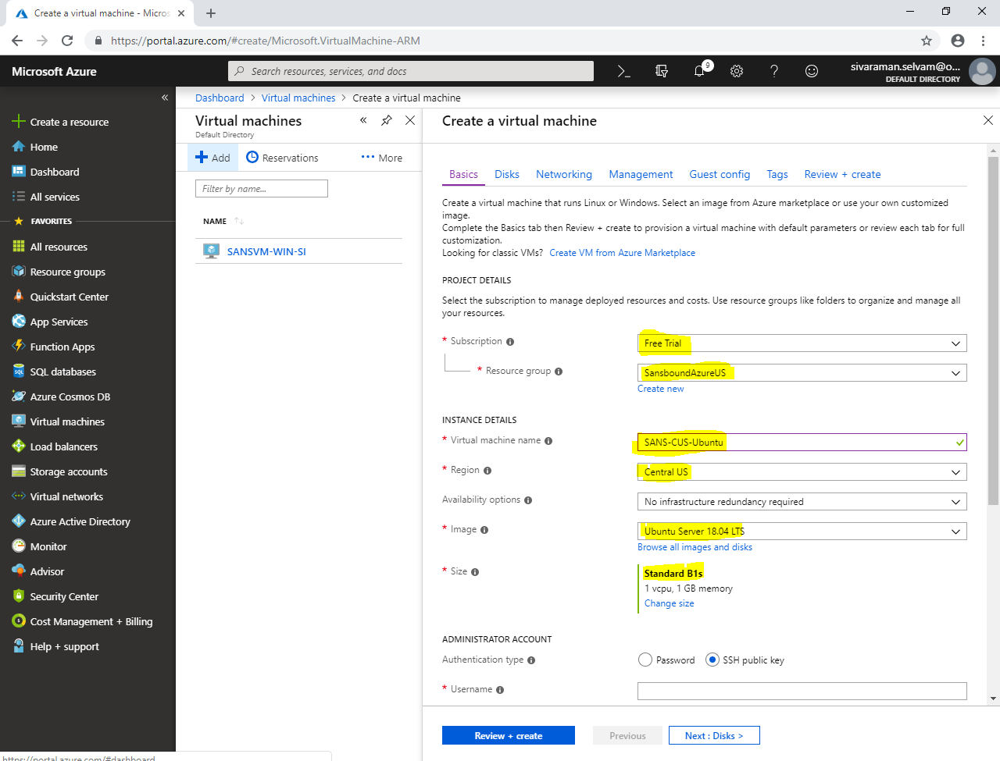 Create a virtual machine - Micros
https://portal.azure.com/#create/Microsoft.VirtualMachine-ARM
Microsoft Azure
Search resources, services, and docs
9
sivaraman.selvam@o...
DEFAULT DIRECTORY
Create a resource
Home
Dashboard
All services
FAVORITES
All resources
Resource groups
Quickstart Center
App Services
Function Apps
SQL databases
Azure Cosmos DB
Virtual machines
Load balancers
Storage accounts
Virtual networks
Azure Active Directory
Monitor
Advisor
Security Center
Cost Management + Billing
Help + support
https://portal.azure.com/#dashboard
Dashboard > Virtual machines > Create a virtual machine
Virtual machines
Default Directory
Add Reservations More
Filter by name...
NAME
SANSVM-WIN-SI
Create a virtual machine
Basics Disks Networking Management Guest config Tags Review + create
Create a virtual machine that runs Linux or Windows. Select an image from Azure marketplace or use your own customized
image.
Complete the Basics tab then Review + create to provision a virtual machine with default parameters or review each tab for full
customization.
Looking for classic VMs? Create VM from Azure Marketplace
PROJECT DETAILS
Select the subscription to manage deployed resources and costs. Use resource groups like folders to organize and manage all
your resources.
* Subscription Free Trial
* Resource group SansboundAzureUS
Create new
INSTANCE DETAILS
* Virtual machine name SANS-CUS-Ubuntu
* Region Central US
Availability options No infrastructure redundancy required
* Image Ubuntu Server 18.04 LTS
Browse all images and disks
* Size Standard B1s
1 vcpu, 1 GB memory
Change size
ADMINISTRATOR ACCOUNT
Authentication type Password SSH public key
* Username
Review + create Previous Next : Disks >